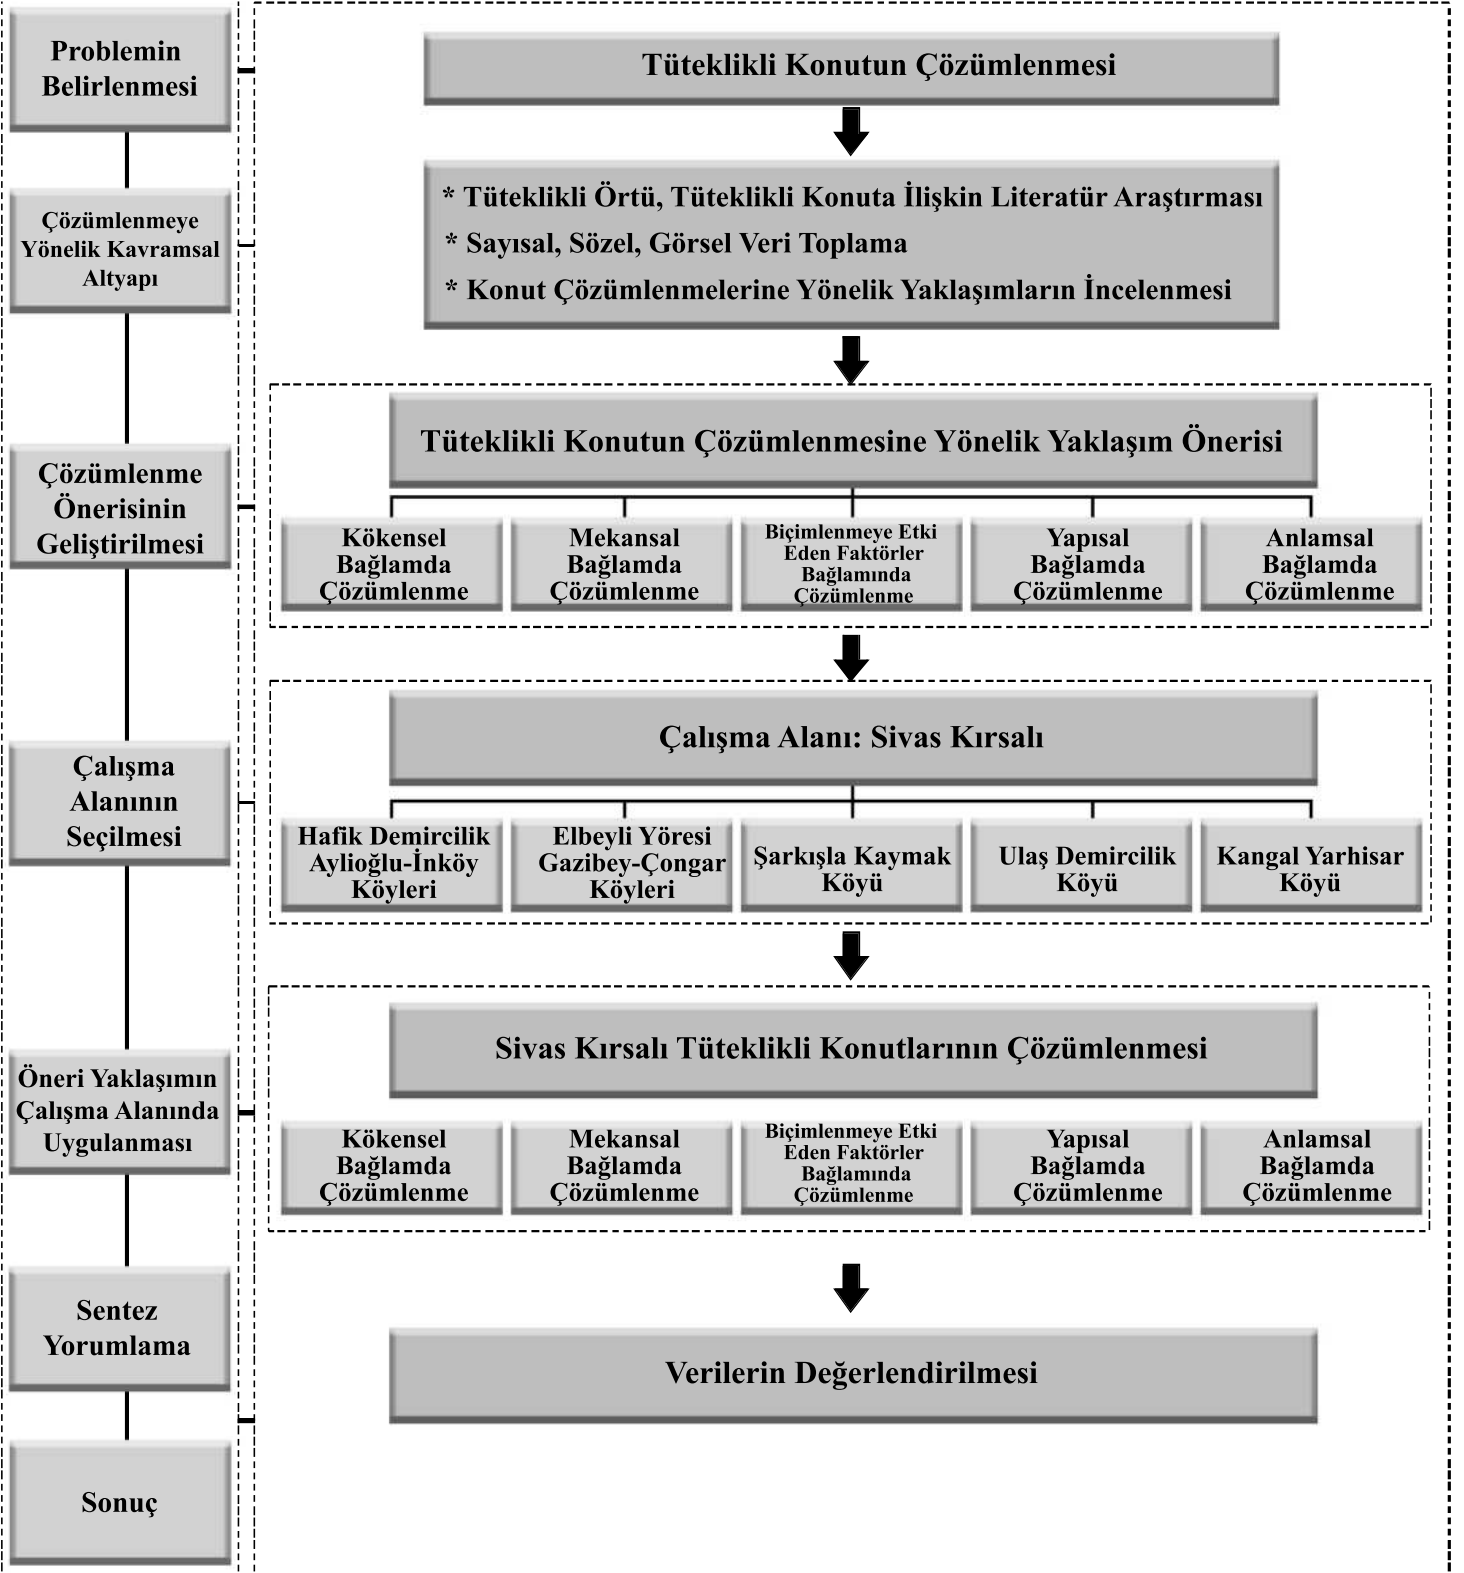 Problemin
Belirlenmesi
Tüteklikli Konutun Çözümlenmesi
Çözümlenmeye
Yönelik Kavramsal
Altyapı
* Tüteklikli Örtü, Tüteklikli Konuta İlişkin Literatür Araştırması
* Sayısal, Sözel, Görsel Veri Toplama
* Konut Çözümlenmelerine Yönelik Yaklaşımların İncelenmesi
Çözümlenme
Önerisinin
Geliştirilmesi
Tüteklikli Konutun Çözümlenmesine Yönelik Yaklaşım Önerisi
Kökensel
Bağlamda
Çözümlenme
Mekansal
Bağlamda
Çözümlenme
Biçimlenmeye Etki
Eden Faktörler
Bağlamında
Çözümlenme
Yapısal
Bağlamda
Çözümlenme
Anlamsal
Bağlamda
Çözümlenme
Çalışma
Alanının
Seçilmesi
Çalışma Alanı: Sivas Kırsalı
Hafik Demircilik
Aylioğlu-İnköy
Köyleri
Elbeyli Yöresi
Gazibey-Çongar
Köyleri
Şarkışla Kaymak
Köyü
Ulaş Demircilik
Köyü
Kangal Yarhisar
Köyü
Öneri Yaklaşımın
Çalışma Alanında
Uygulanması
Sivas Kırsalı Tüteklikli Konutlarının Çözümlenmesi
Kökensel
Bağlamda
Çözümlenme
Mekansal
Bağlamda
Çözümlenme
Biçimlenmeye Etki
Eden Faktörler
Bağlamında
Çözümlenme
Yapısal
Bağlamda
Çözümlenme
Anlamsal
Bağlamda
Çözümlenme
Sentez
Yorumlama
Verilerin Değerlendirilmesi
Sonuç